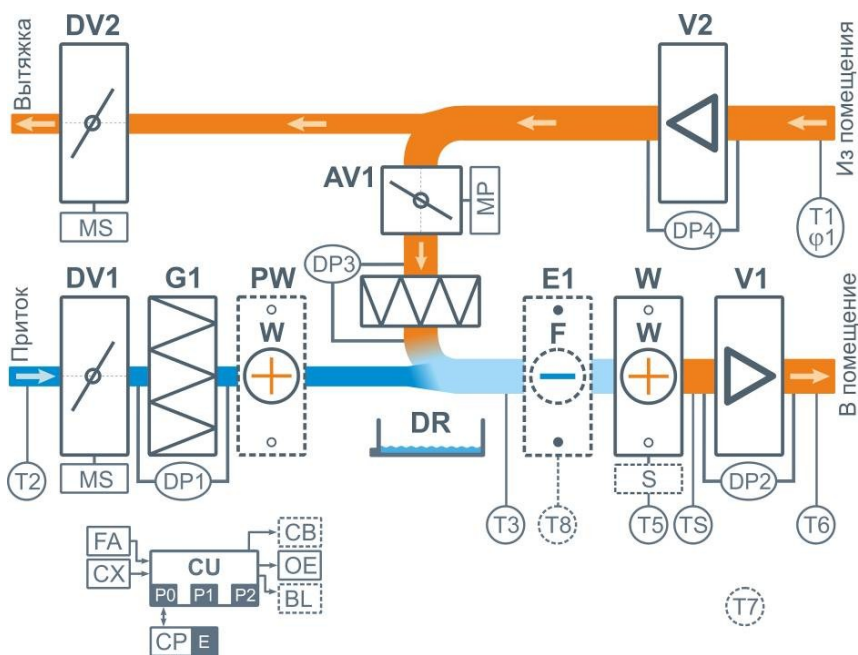 DV2
V2
Вытяжка
Из помещения
AV1
MP
MS
DP4
T1
φ1
DP3
DV1
G1
PW
E1
W
V1
Приток
W
F
W
В помещение
DR
T2
MS
DP1
S
DP2
T3
T8
T5
TS
T6
FA
CX
CU
P0
P1
P2
CB
OE
BL
CP
E
T7